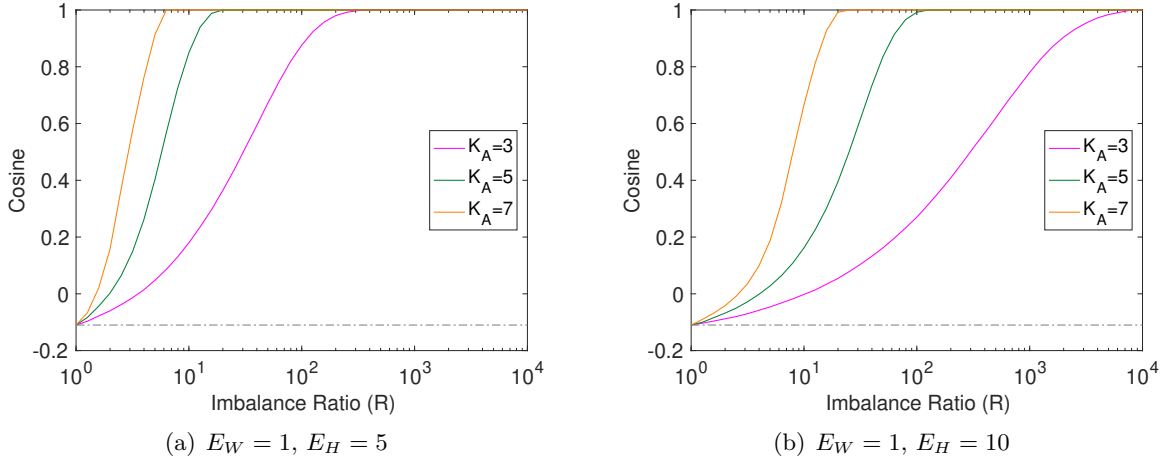 1
0.8
0.6
0.4
0.2
0
-0.2
Cosine
10^0 10^1 10^2 10^3 10^4
Imbalance Ratio (R)
K_A=3
K_A=5
K_A=7
(a) E_W = 1, E_H = 5
1
0.8
0.6
0.4
0.2
0
-0.2
Cosine
10^0 10^1 10^2 10^3 10^4
Imbalance Ratio (R)
K_A=3
K_A=5
K_A=7
(b) E_W = 1, E_H = 10